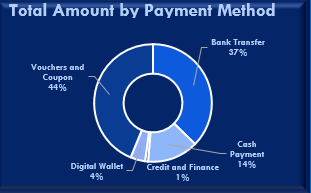 Total Amount by Payment Method
Bank Transfer
37%
Vouchers and
Coupon
44%
Cash
Payment
14%
Digital Wallet
4%
Credit and Finance
1%